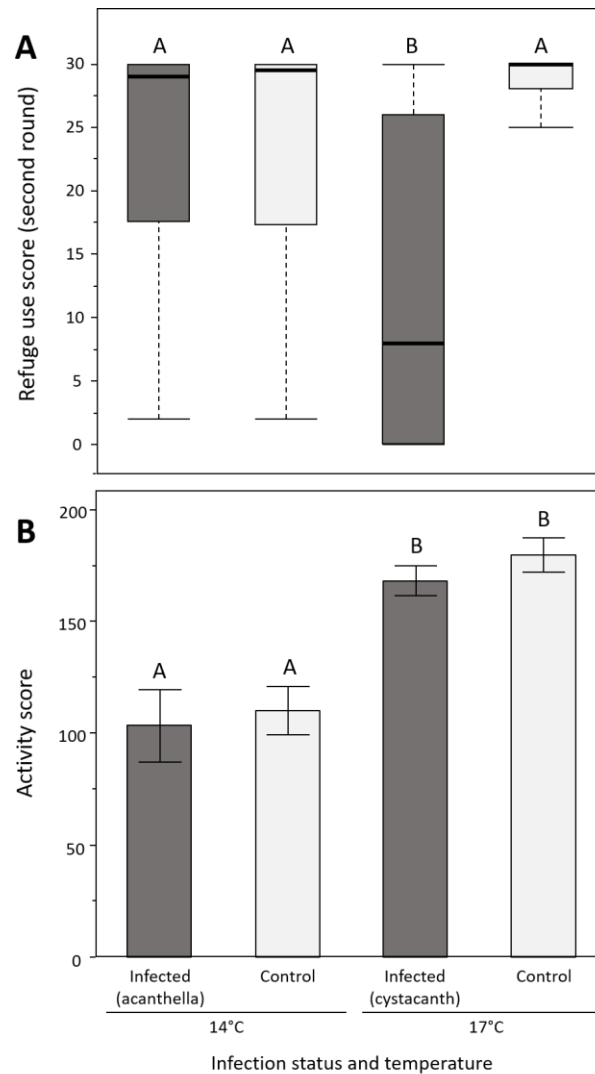 A
Refuge use score (second round)
30
25
20
15
10
5
0
A
A
B
A
B
Activity score
200
150
100
50
0
A
A
B
B
Infected
(acanthella)
Control
Infected
(cystacanth)
Control
14°C
17°C
Infection status and temperature